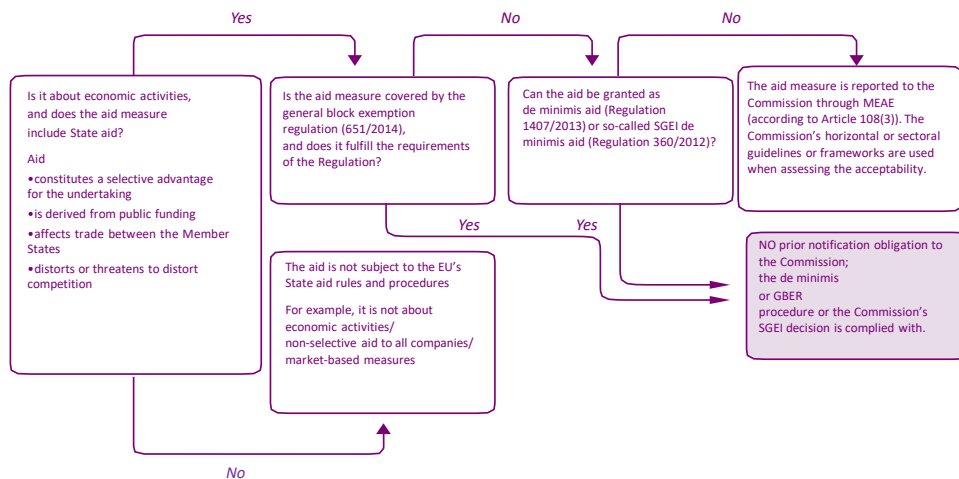 Yes
No
No
Is it about economic activities,
and does the aid measure
include State aid?
Aid
•constitutes a selective advantage
for the undertaking
•is derived from public funding
•affects trade between the Member
States
•distorts or threatens to distort
competition
Is the aid measure covered by the
general block exemption
regulation (651/2014),
and does it fulfill the requirements
of the Regulation?
Can the aid be granted as
de minimis aid (Regulation
1407/2013) or so-called SGEI de
minimis aid (Regulation 360/2012)?
The aid measure is reported to the
Commission through MEAE
(according to Article 108(3)). The
Commission's horizontal or sectoral
guidelines or frameworks are used
when assessing the acceptability.
Yes
Yes
The aid is not subject to the EU's
State aid rules and procedures
For example, it is not about
economic activities/
non-selective aid to all companies/
market-based measures
NO prior notification obligation to
the Commission;
the de minimis
or GBER
procedure or the Commission's
SGEI decision is complied with.
No